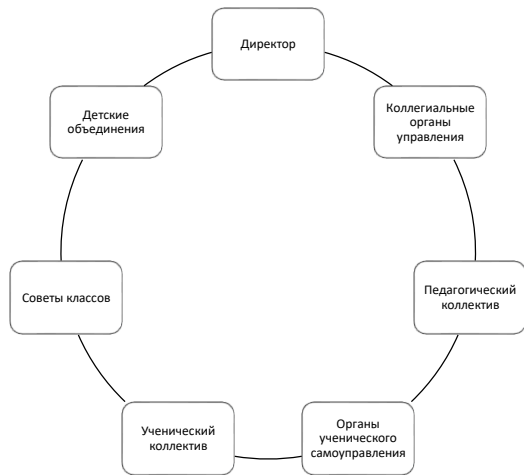 Директор
Коллегиальные
органы
управления
Педагогический
коллектив
Органы
ученического
самоуправления
Ученический
коллектив
Советы классов
Детские
объединения